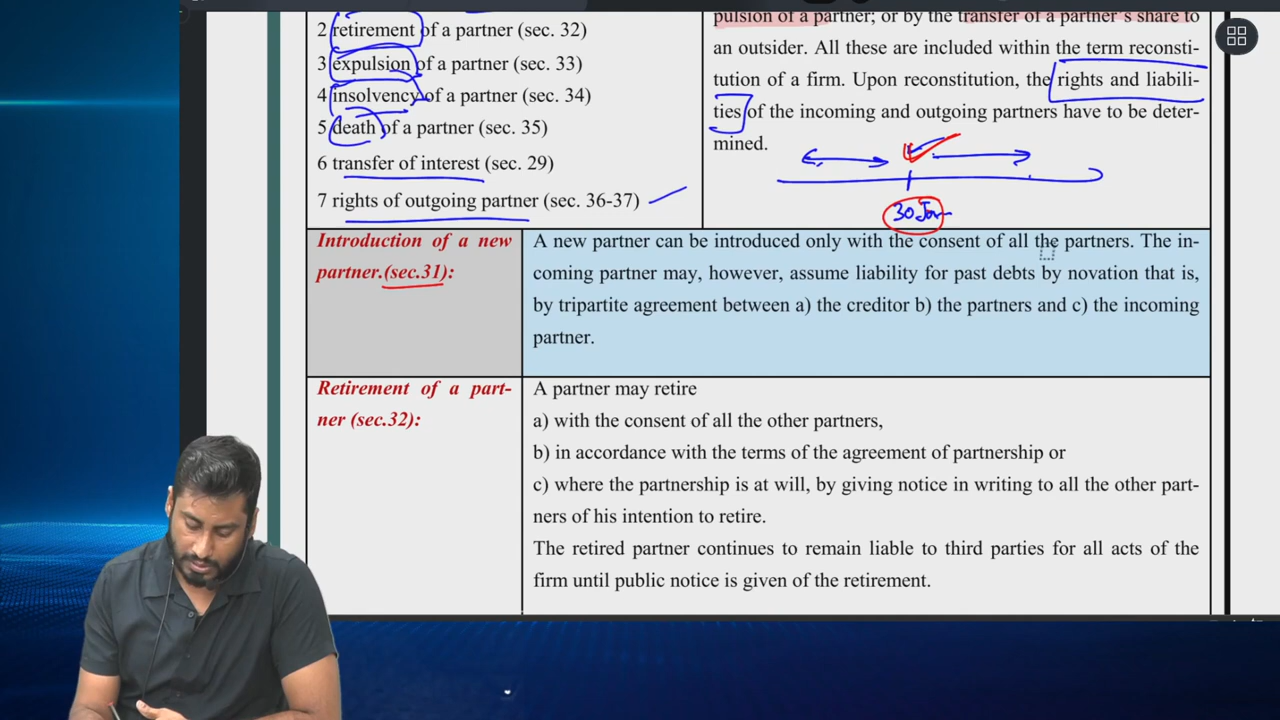 2 retirement of a partner (sec. 32)
3 expulsion of a partner (sec. 33)
4 insolvency of a partner (sec. 34)
5 death of a partner (sec. 35)
6 transfer of interest (sec. 29)
7 rights of outgoing partner (sec. 36-37)
pulsion of a partner; or by the transfer of a partner's share to
an outsider. All these are included within the term reconsti-
tution of a firm. Upon reconstitution, the rights and liabili-
ties of the incoming and outgoing partners have to be deter-
mined.
30 Jan
Introduction of a new
partner.(sec.31):
A new partner can be introduced only with the consent of all the partners. The in-
coming partner may, however, assume liability for past debts by novation that is,
by tripartite agreement between a) the creditor b) the partners and c) the incoming
partner.
Retirement of a part-
ner (sec.32):
A partner may retire
a) with the consent of all the other partners,
b) in accordance with the terms of the agreement of partnership or
c) where the partnership is at will, by giving notice in writing to all the other part-
ners of his intention to retire.
The retired partner continues to remain liable to third parties for all acts of the
firm until public notice is given of the retirement.